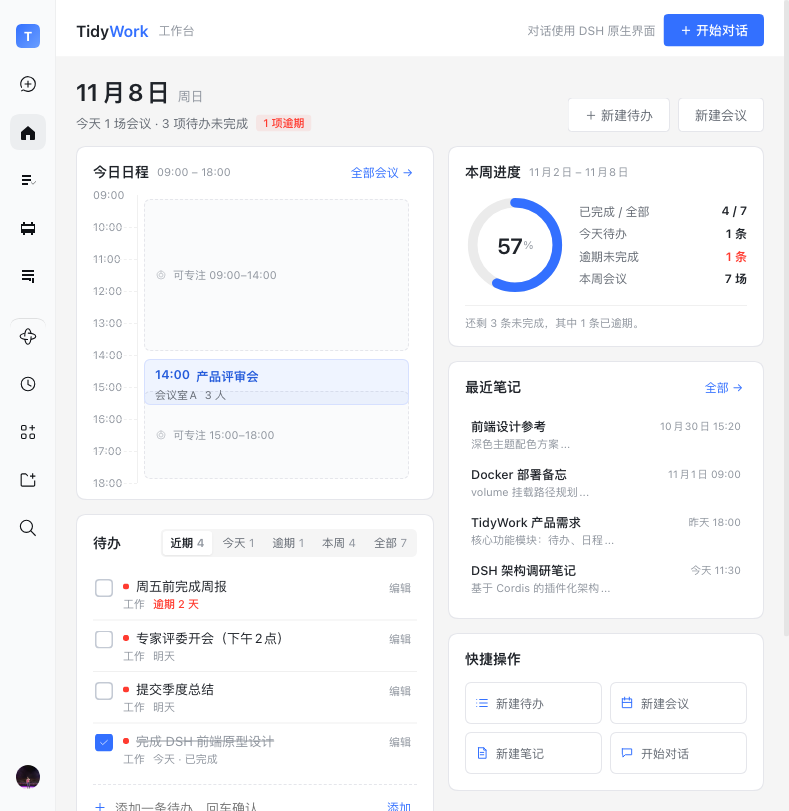 T
TidyWork 工作台
对话使用 DSH 原生界面
+ 开始对话
11月8日 周日
今天 1 场会议 · 3 项待办未完成 1 项逾期
+ 新建待办
新建会议
今日日程 09:00 – 18:00
全部会议 →
09:00
10:00
11:00
12:00
13:00
14:00
15:00
16:00
17:00
18:00
可专注 09:00–14:00
14:00 产品评审会
会议室A 3 人
可专注 15:00–18:00
本周进度 11月2日 – 11月8日
57%
已完成 / 全部 4 / 7
今天待办 1 条
逾期未完成 1 条
本周会议 7 场
还剩 3 条未完成，其中 1 条已逾期。
最近笔记
全部 →
前端设计参考 10月30日 15:20
深色主题配色方案…
Docker 部署备忘 11月1日 09:00
volume 挂载路径规划…
TidyWork 产品需求 昨天 18:00
核心功能模块：待办、日程…
DSH 架构调研笔记 今天 11:30
基于 Cordis 的插件化架构…
待办
近期 4 今天 1 逾期 1 本周 4 全部 7
周五前完成周报 编辑
工作 逾期 2 天
专家评委开会（下午2点） 编辑
工作 明天
提交季度总结 编辑
工作 明天
完成 DSH 前端原型设计 编辑
工作 今天 · 已完成
+ 添加一条待办，回车确认 添加
快捷操作
新建待办
新建会议
新建笔记
开始对话